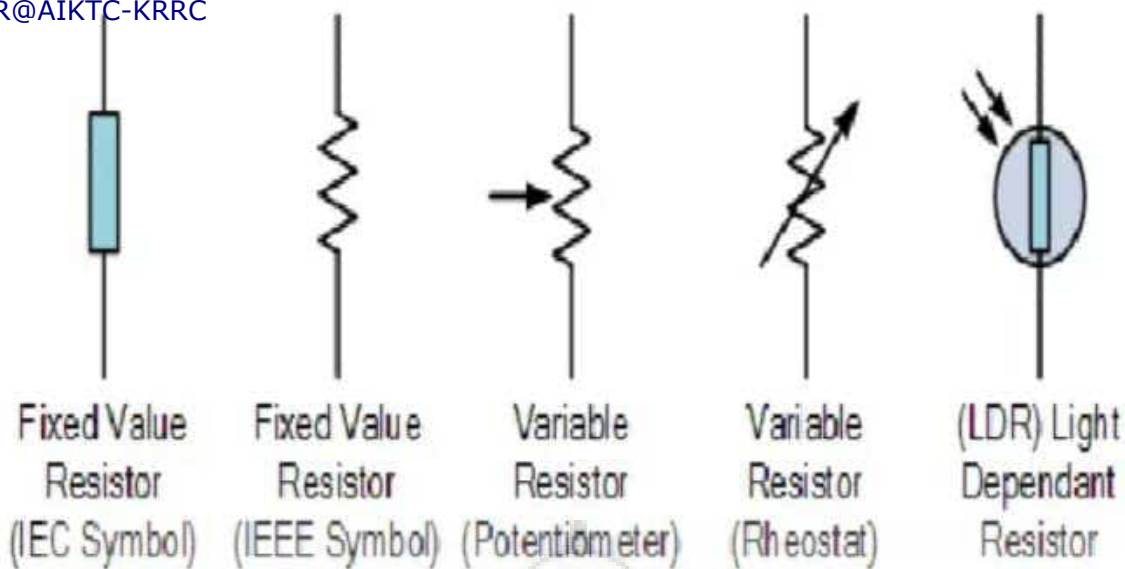 R@AIKTC-KRRC
Fixed Value
Resistor
(IEC Symbol)
Fixed Value
Resistor
(IEEE Symbol)
Variable
Resistor
(Potentiometer)
Variable
Resistor
(Rheostat)
(LDR) Light
Dependant
Resistor